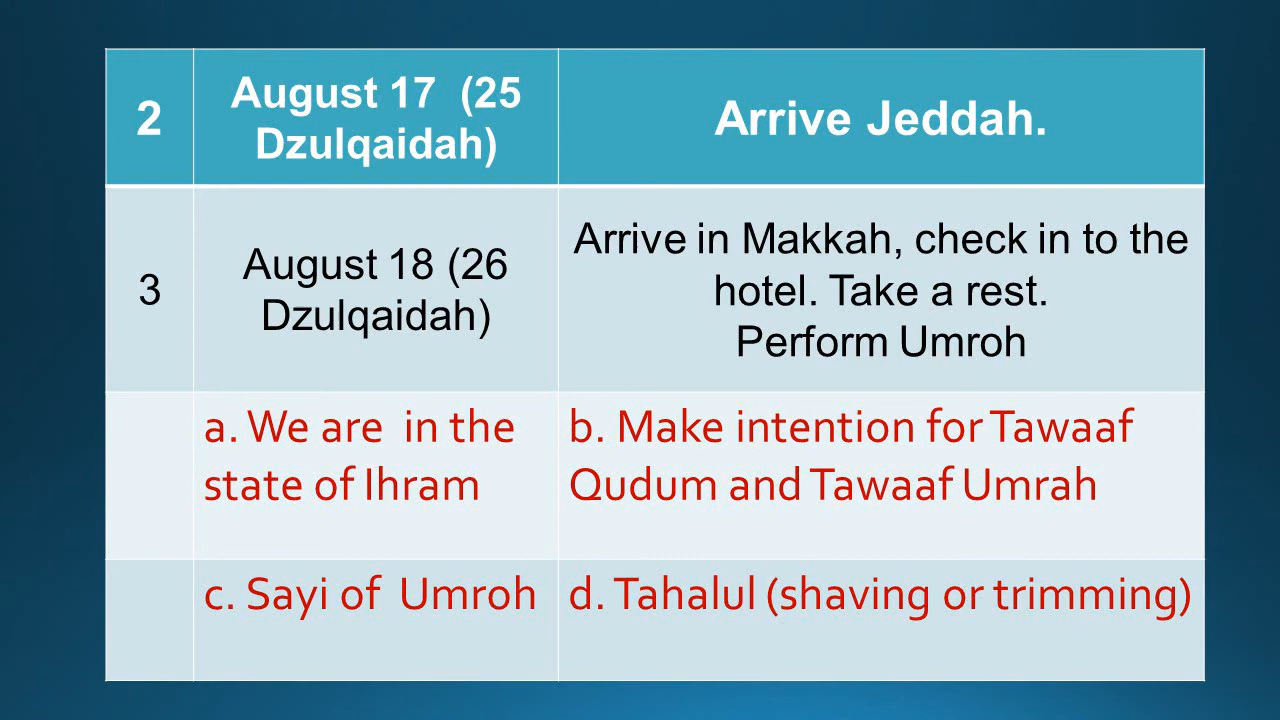 2
August 17 (25
Dzulqaidah)
Arrive Jeddah.
3
August 18 (26
Dzulqaidah)
Arrive in Makkah, check in to the
hotel. Take a rest.
Perform Umroh
a. We are in the
state of Ihram
b. Make intention for Tawaaf
Qudum and Tawaaf Umrah
c. Sayi of Umroh
d. Tahalul (shaving or trimming)